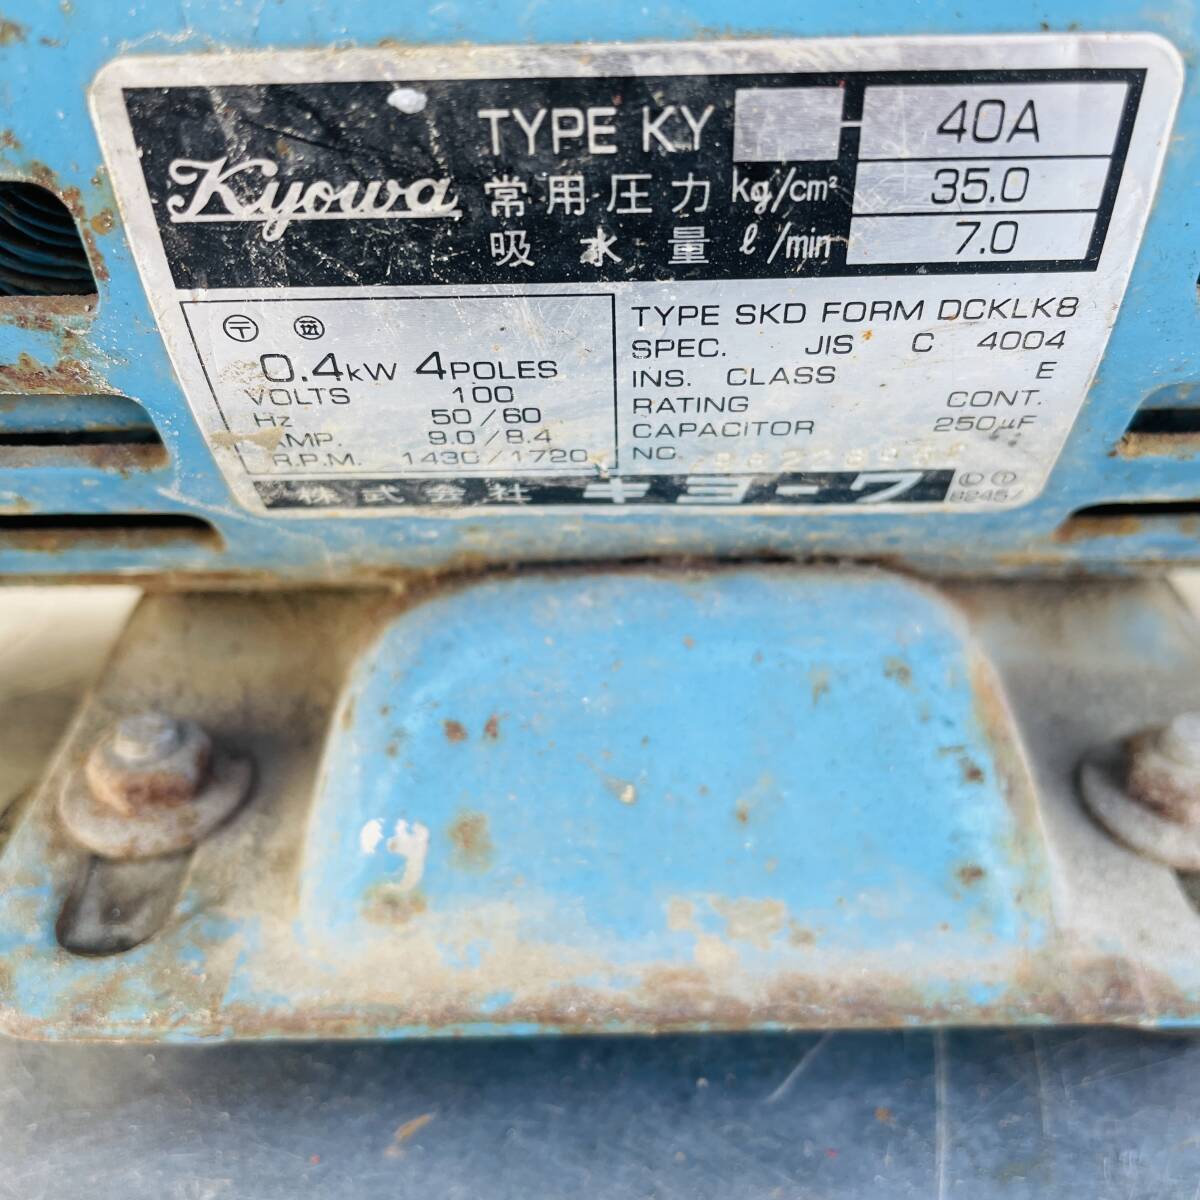 Kyowa
TYPE KY - 40A
常用圧力 kg/cm² 35.0
吸水量 ℓ/min 7.0
〒
0.4KW 4POLES
VOLTS 100
Hz 50/60
AMP. 9.0/8.4
R.P.M. 1430/1720
TYPE SKD FORM DCKLK8
SPEC. JIS C 4004
INS. CLASS E
RATING CONT.
CAPACITOR 250μF
NO.
株式会社 キョーワ